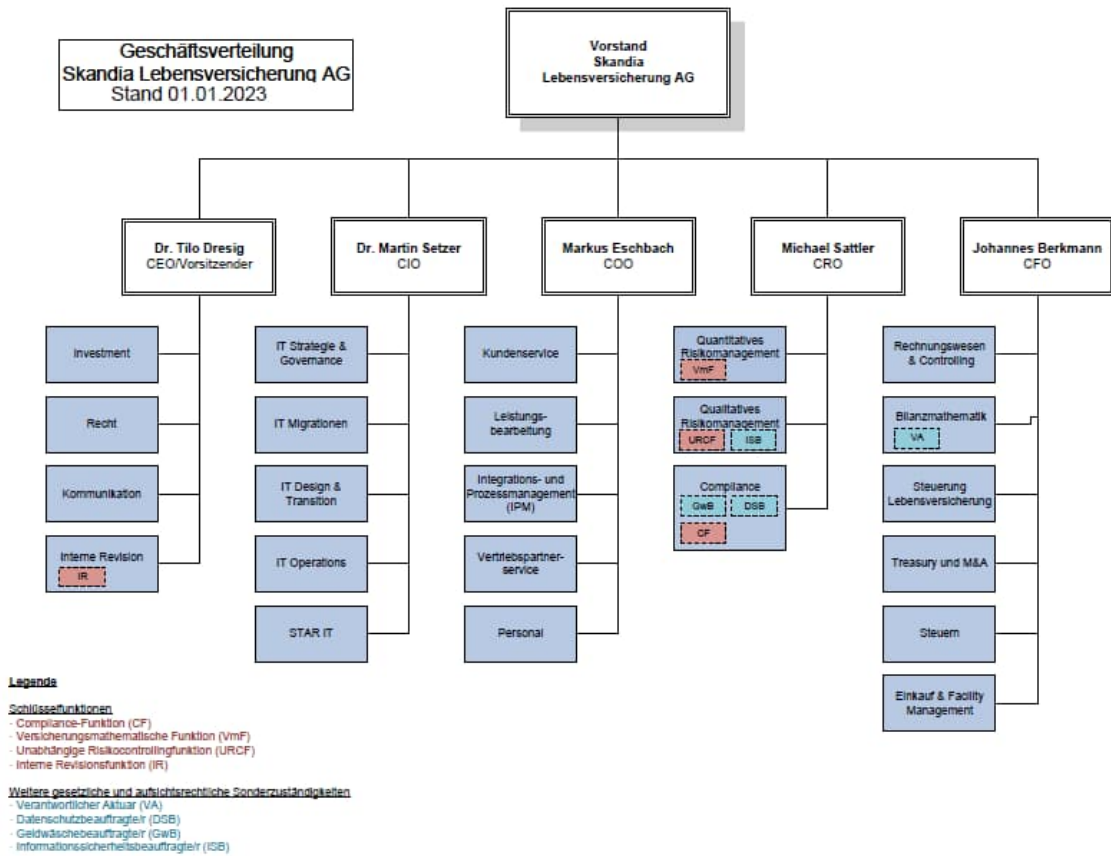 Geschäftsverteilung
Skandia Lebensversicherung AG
Stand 01.01.2023
Vorstand
Skandia
Lebensversicherung AG
Dr. Tilo Dresig
CEO/Vorsitzender
Dr. Martin Setzer
CIO
Markus Eschbach
COO
Michael Sattler
CRO
Johannes Berkmann
CFO
Investment
Recht
Kommunikation
Interne Revision
IR
IT Strategie &
Governance
IT Migrationen
IT Design &
Transition
IT Operations
STAR IT
Kundenservice
Leistungs-
bearbeitung
Integrations- und
Prozessmanagement
(IPM)
Vertriebspartner-
service
Personal
Quantitatives
Risikomanagement
VmF
Qualitatives
Risikomanagement
URCF ISB
Compliance
GwB DSB
CF
Rechnungswesen
& Controlling
Bilanzmathematik
VA
Steuerung
Lebensversicherung
Treasury und M&A
Steuern
Einkauf & Facility
Management
Legende
Schlüsselfunktionen
- Compliance-Funktion (CF)
- Versicherungsmathematische Funktion (VmF)
- Unabhängige Risikocontrollingfunktion (URCF)
- Interne Revisionsfunktion (IR)
Weitere gesetzliche und aufsichtsrechtliche Sonderzuständigkeiten
- Verantwortlicher Aktuar (VA)
- Datenschutzbeauftragte/r (DSB)
- Geldwäschebeauftragte/r (GwB)
- Informationssicherheitsbeauftragte/r (ISB)